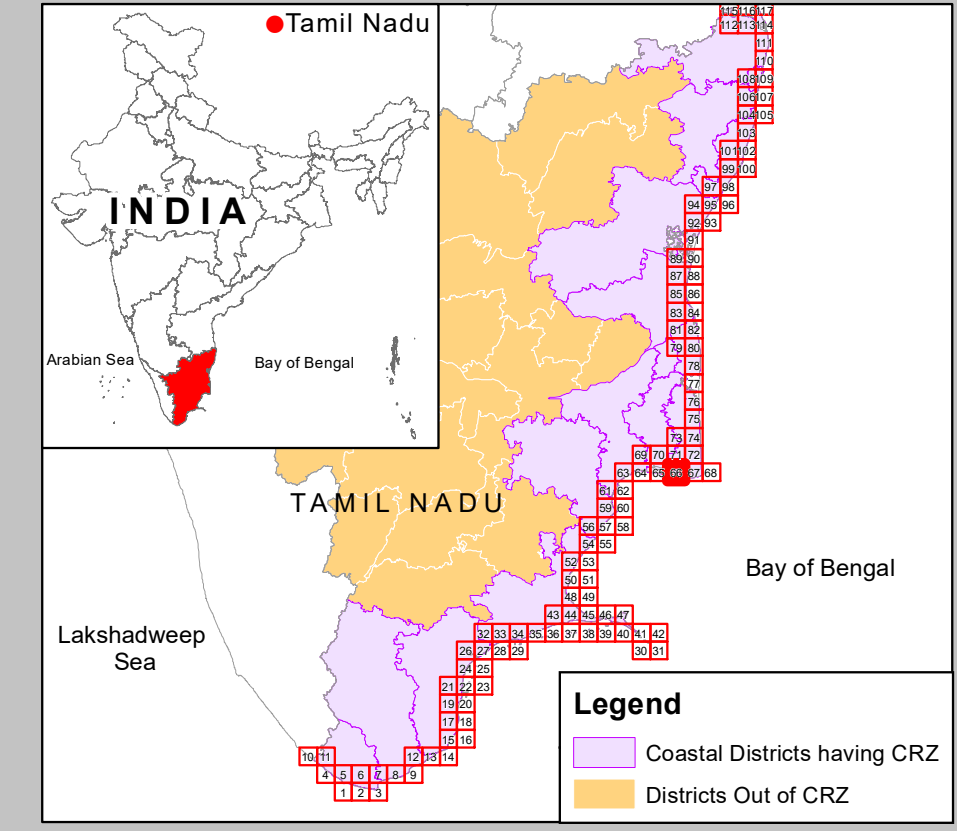 Tamil Nadu
INDIA
Arabian Sea
Bay of Bengal
115 116 117
112 113 114
111
110
108 109
106 107
104 105
103
101 102
99 100
97 98
94 95 96
92 93
91
89 90
87 88
85 86
83 84
81 82
79 80
78
77
76
75
73 74
69 70 71 72
63 64 65 66 67 68
61 62
TAMIL NADU
59 60
56 57 58
54 55
52 53
Bay of Bengal
50 51
48 49
43 44 45 46 47
Lakshadweep
Sea
32 33 34 35 36 37 38 39 40 41 42
26 27 28 29 30 31
24 25
21 22 23
19 20
17 18
15 16
10 11 12 13 14
4 5 6 7 8 9
1 2 3
Legend
Coastal Districts having CRZ
Districts Out of CRZ